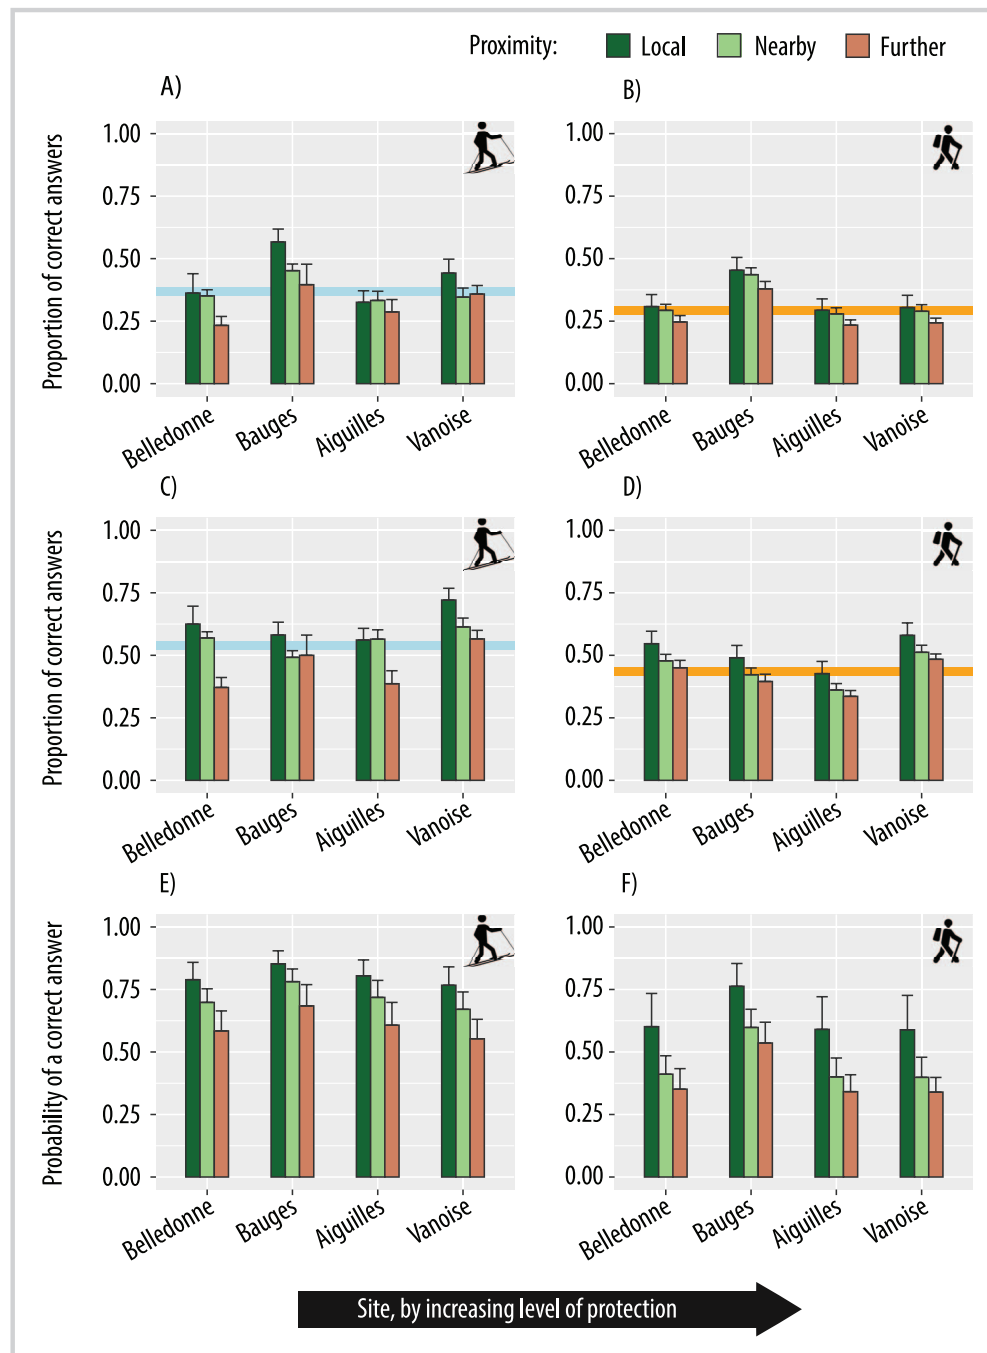 Proximity: Local Nearby Further
A) B)
Proportion of correct answers
1.00
0.75
0.50
0.25
0.00
Belledonne Bauges Aiguilles Vanoise
1.00
0.75
0.50
0.25
0.00
Belledonne Bauges Aiguilles Vanoise
C) D)
Proportion of correct answers
1.00
0.75
0.50
0.25
0.00
Belledonne Bauges Aiguilles Vanoise
1.00
0.75
0.50
0.25
0.00
Belledonne Bauges Aiguilles Vanoise
E) F)
Probability of a correct answer
1.00
0.75
0.50
0.25
0.00
Belledonne Bauges Aiguilles Vanoise
1.00
0.75
0.50
0.25
0.00
Belledonne Bauges Aiguilles Vanoise
Site, by increasing level of protection